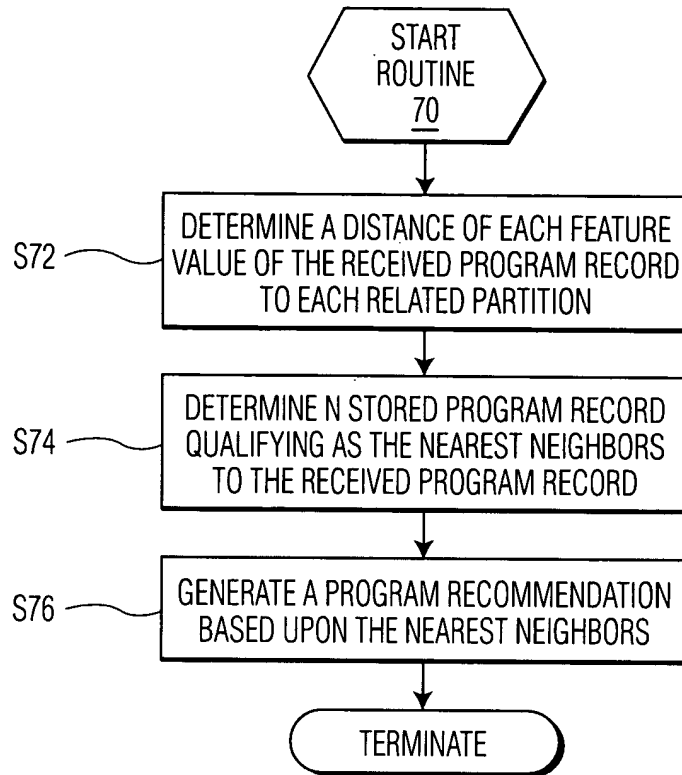 START
ROUTINE
70
S72
DETERMINE A DISTANCE OF EACH FEATURE
VALUE OF THE RECEIVED PROGRAM RECORD
TO EACH RELATED PARTITION
S74
DETERMINE N STORED PROGRAM RECORD
QUALIFYING AS THE NEAREST NEIGHBORS
TO THE RECEIVED PROGRAM RECORD
S76
GENERATE A PROGRAM RECOMMENDATION
BASED UPON THE NEAREST NEIGHBORS
TERMINATE